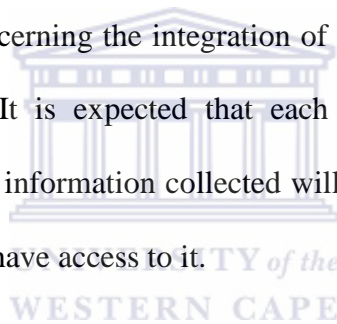 cerning the integration of
It is expected that each
information collected will
have access to it.
UNIVERSITY of the
WESTERN CAPE